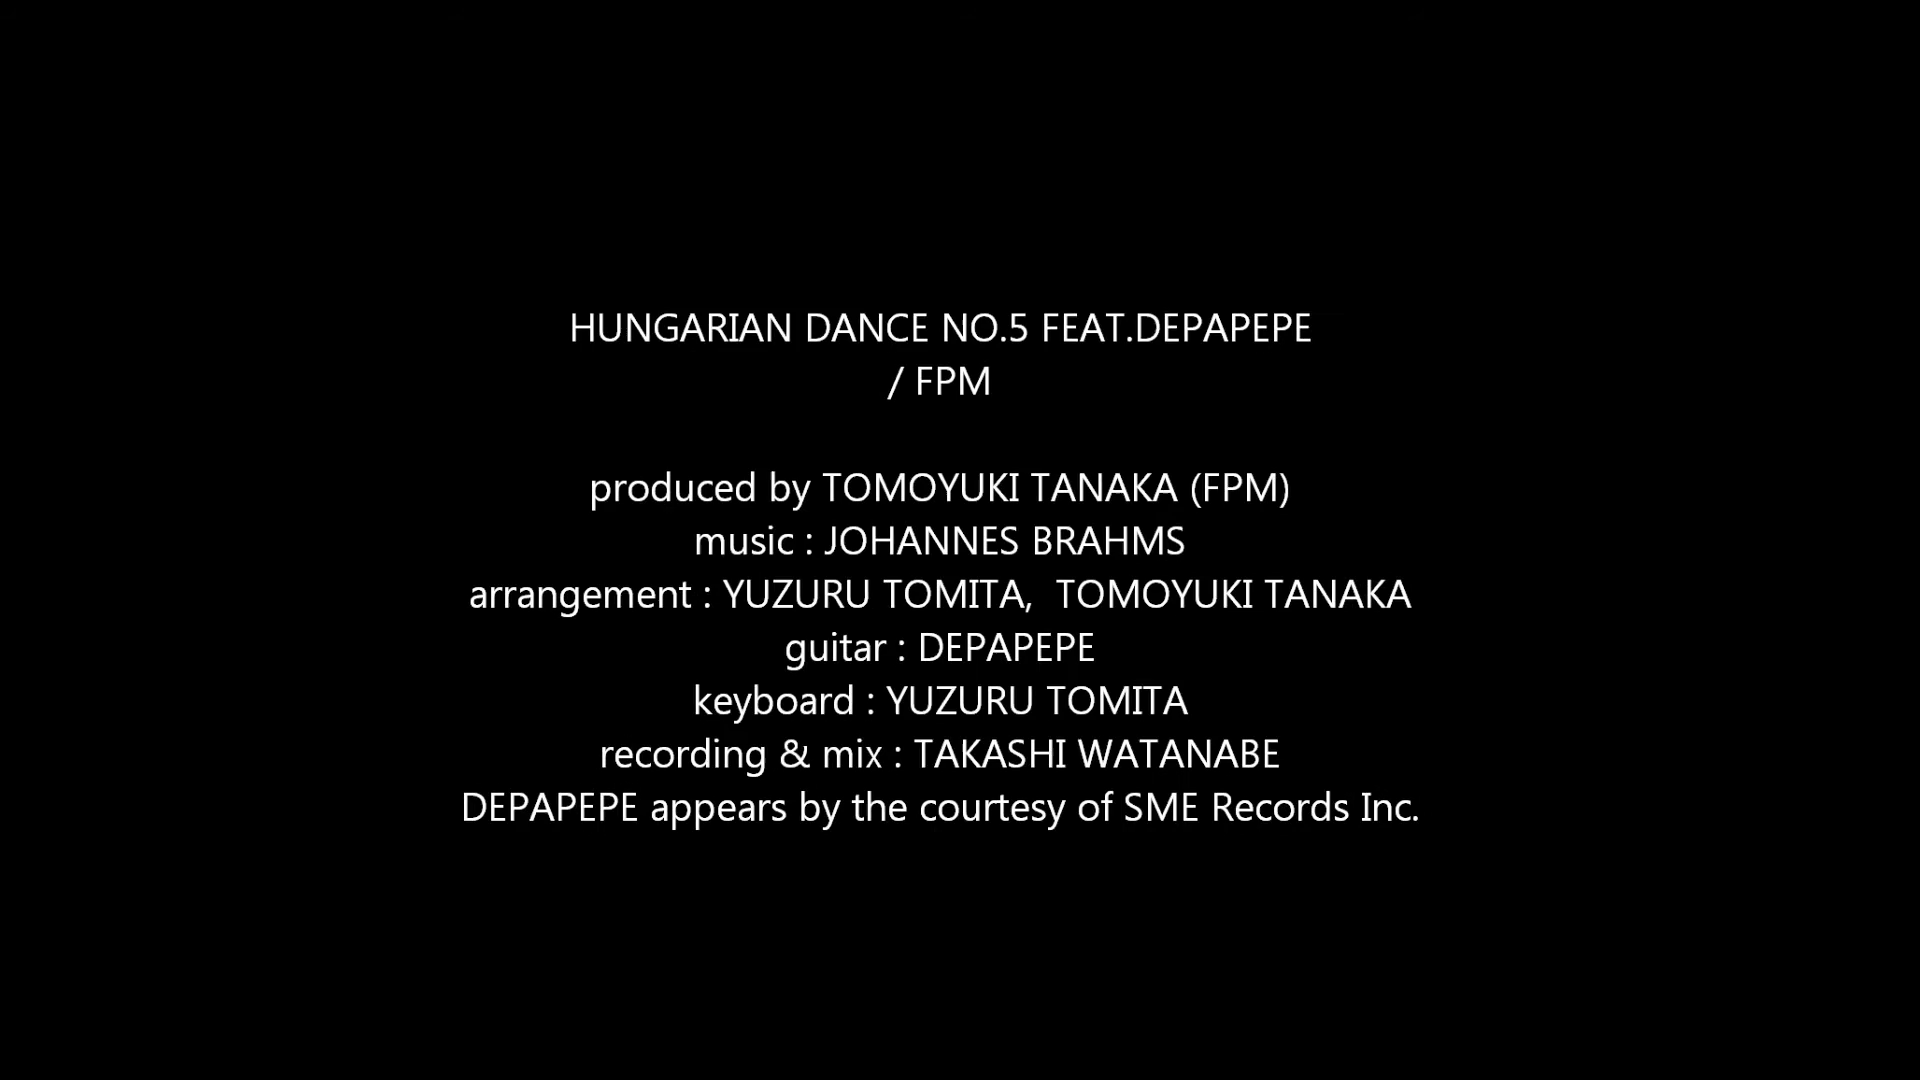 HUNGARIAN DANCE NO.5 FEAT.DEPAPEPE
/ FPM
produced by TOMOYUKI TANAKA (FPM)
music : JOHANNES BRAHMS
arrangement : YUZURU TOMITA,  TOMOYUKI TANAKA
guitar : DEPAPEPE
keyboard : YUZURU TOMITA
recording & mix : TAKASHI WATANABE
DEPAPEPE appears by the courtesy of SME Records Inc.